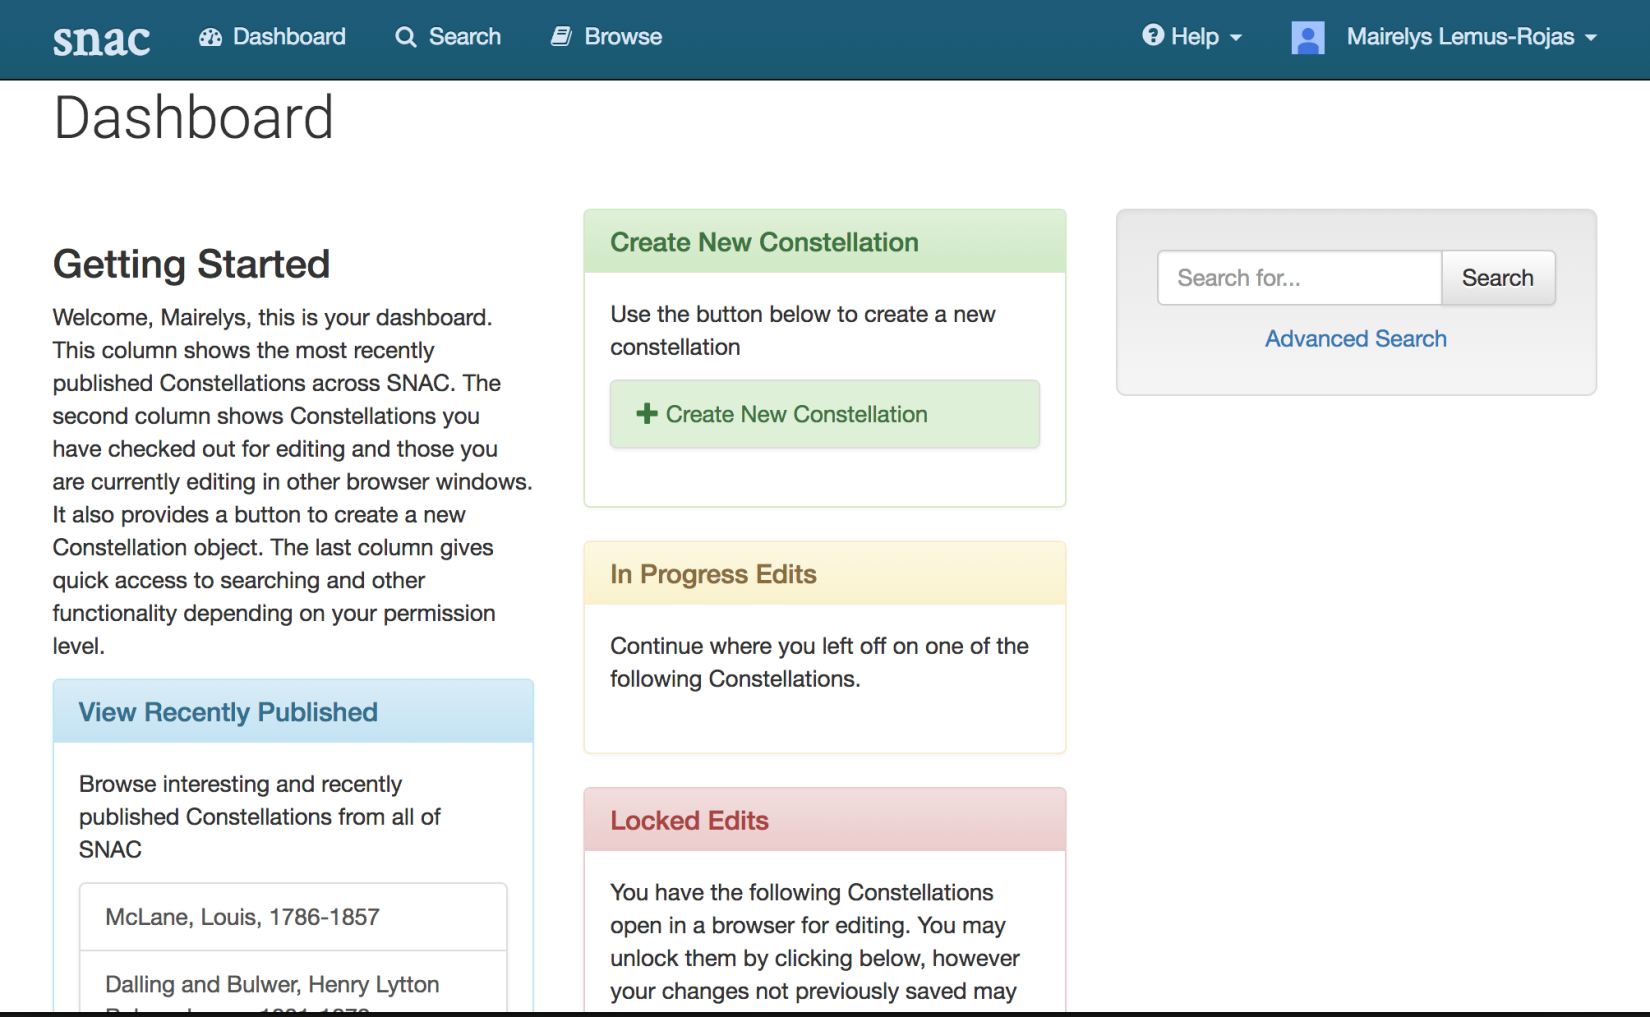 snac Dashboard Search Browse Help Mairelys Lemus-Rojas
Dashboard
Getting Started
Welcome, Mairelys, this is your dashboard.
This column shows the most recently
published Constellations across SNAC. The
second column shows Constellations you
have checked out for editing and those you
are currently editing in other browser windows.
It also provides a button to create a new
Constellation object. The last column gives
quick access to searching and other
functionality depending on your permission
level.
View Recently Published
Browse interesting and recently
published Constellations from all of
SNAC
McLane, Louis, 1786-1857
Dalling and Bulwer, Henry Lytton
Create New Constellation
Use the button below to create a new
constellation
Create New Constellation
In Progress Edits
Continue where you left off on one of the
following Constellations.
Locked Edits
You have the following Constellations
open in a browser for editing. You may
unlock them by clicking below, however
your changes not previously saved may
Search for...
Search
Advanced Search